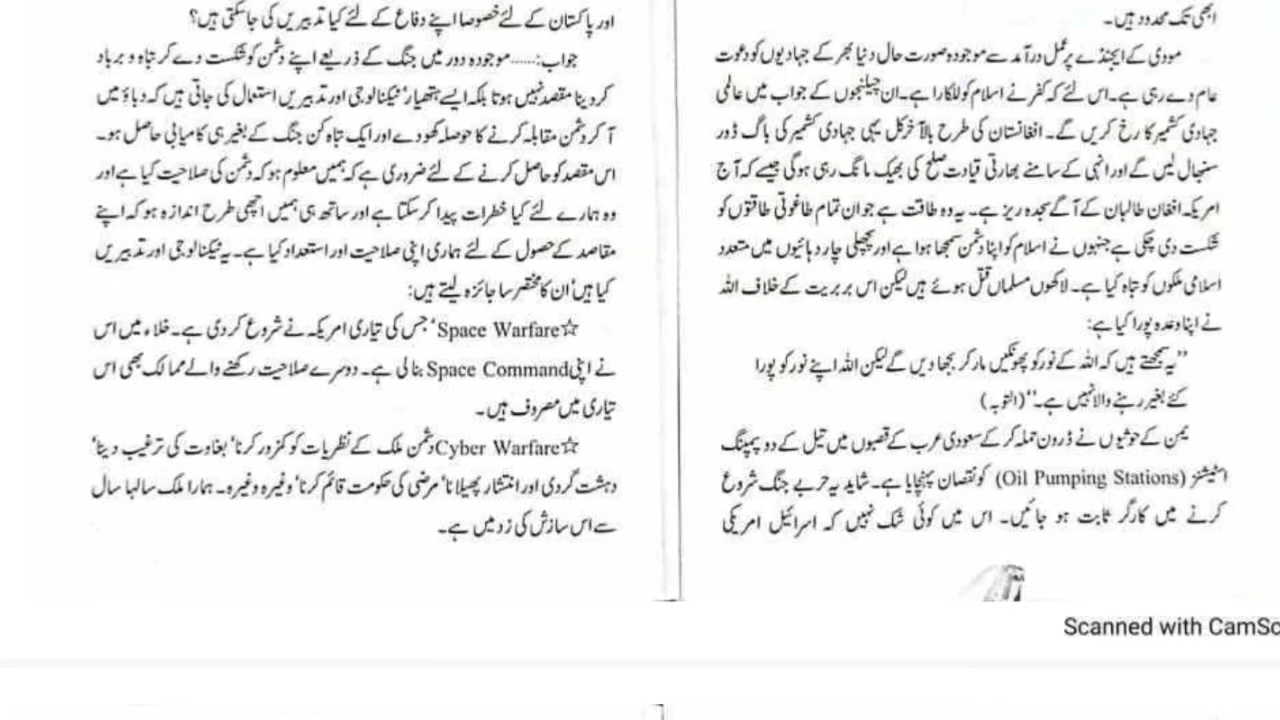 ابھی تک محدود ہیں۔
مودی کے ایجنڈے پر عمل درآمد سے موجودہ صورت حال دنیا بھر کے جہادیوں کو دعوت
عام دے رہی ہے۔ اس لئے کہ کفر نے اسلام کو للکارا ہے۔ ان چیلنجوں کے جواب میں عالمی
جہادی کشمیر کا رخ کریں گے۔ افغانستان کی طرح بالآخر کل یہی جہادی کشمیر کی باگ ڈور
سنبھال لیں گے اور انہی کے سامنے بھارتی قیادت صلح کی بھیک مانگ رہی ہوگی جیسے کہ آج
امریکہ افغان طالبان کے آگے سجدہ ریز ہے۔ یہ وہ طاقت ہے جو ان تمام طاغوتی طاقتوں کو
شکست دی چکی ہے جنہوں نے اسلام کو اپنا دشمن سمجھا ہوا ہے اور پچھلی چار دہائیوں میں متعدد
اسلامی ملکوں کو تباہ کیا ہے۔ لاکھوں مسلماں قتل ہوئے ہیں لیکن اس بربریت کے خلاف اللہ
نے اپنا وعدہ پورا کیا ہے:
"یہ سمجھتے ہیں کہ اللہ کے نور کو پھونکیں مار کر بجھا دیں گے لیکن اللہ اپنے نور کو پورا
کئے بغیر رہنے والا نہیں ہے۔" (التوبہ)
یمن کے حوثیوں نے ڈرون حملہ کر کے سعودی عرب کے قصبوں میں تیل کے دو پمپنگ
اسٹیشنز (Oil Pumping Stations) کو نقصان پہنچایا ہے۔ شاید یہ حربے جنگ شروع
کرنے میں کارگر ثابت ہو جائیں۔ اس میں کوئی شک نہیں کہ اسرائیل امریکی
اور پاکستان کے لئے خصوصا اپنے دفاع کے لئے کیا تدبیریں کی جاسکتی ہیں؟
جواب:......موجودہ دور میں جنگ کے ذریعے اپنے دشمن کو شکست دے کر تباہ و برباد
کر دینا مقصد نہیں ہوتا بلکہ ایسے ہتھیار' ٹیکنالوجی اور تدبیریں استعمال کی جاتی ہیں کہ دباؤ میں
آ کر دشمن مقابلہ کرنے کا حوصلہ کھو دے اور ایک تباہ کن جنگ کے بغیر ہی کامیابی حاصل ہو۔
اس مقصد کو حاصل کرنے کے لئے ضروری ہے کہ ہمیں معلوم ہو کہ دشمن کی صلاحیت کیا ہے اور
وہ ہمارے لئے کیا خطرات پیدا کر سکتا ہے اور ساتھ ہی ہمیں اچھی طرح اندازہ ہو کہ اپنے
مقاصد کے حصول کے لئے ہماری اپنی صلاحیت اور استعداد کیا ہے۔ یہ ٹیکنالوجی اور تدبیریں
کیا ہیں' ان کا مختصر سا جائزہ لیتے ہیں:
☆Space Warfare' جس کی تیاری امریکہ نے شروع کر دی ہے۔ خلاء میں اس
نے اپنی Space Command بنالی ہے۔ دوسرے صلاحیت رکھنے والے ممالک بھی اس
تیاری میں مصروف ہیں۔
☆Cyber Warfare دشمن ملک کے نظریات کو کمزور کرنا' بغاوت کی ترغیب دینا'
دہشت گردی اور انتشار پھیلانا' مرضی کی حکومت قائم کرنا' وغیرہ وغیرہ۔ ہمارا ملک سالہا سال
سے اس سازش کی زد میں ہے۔
Scanned with CamSc